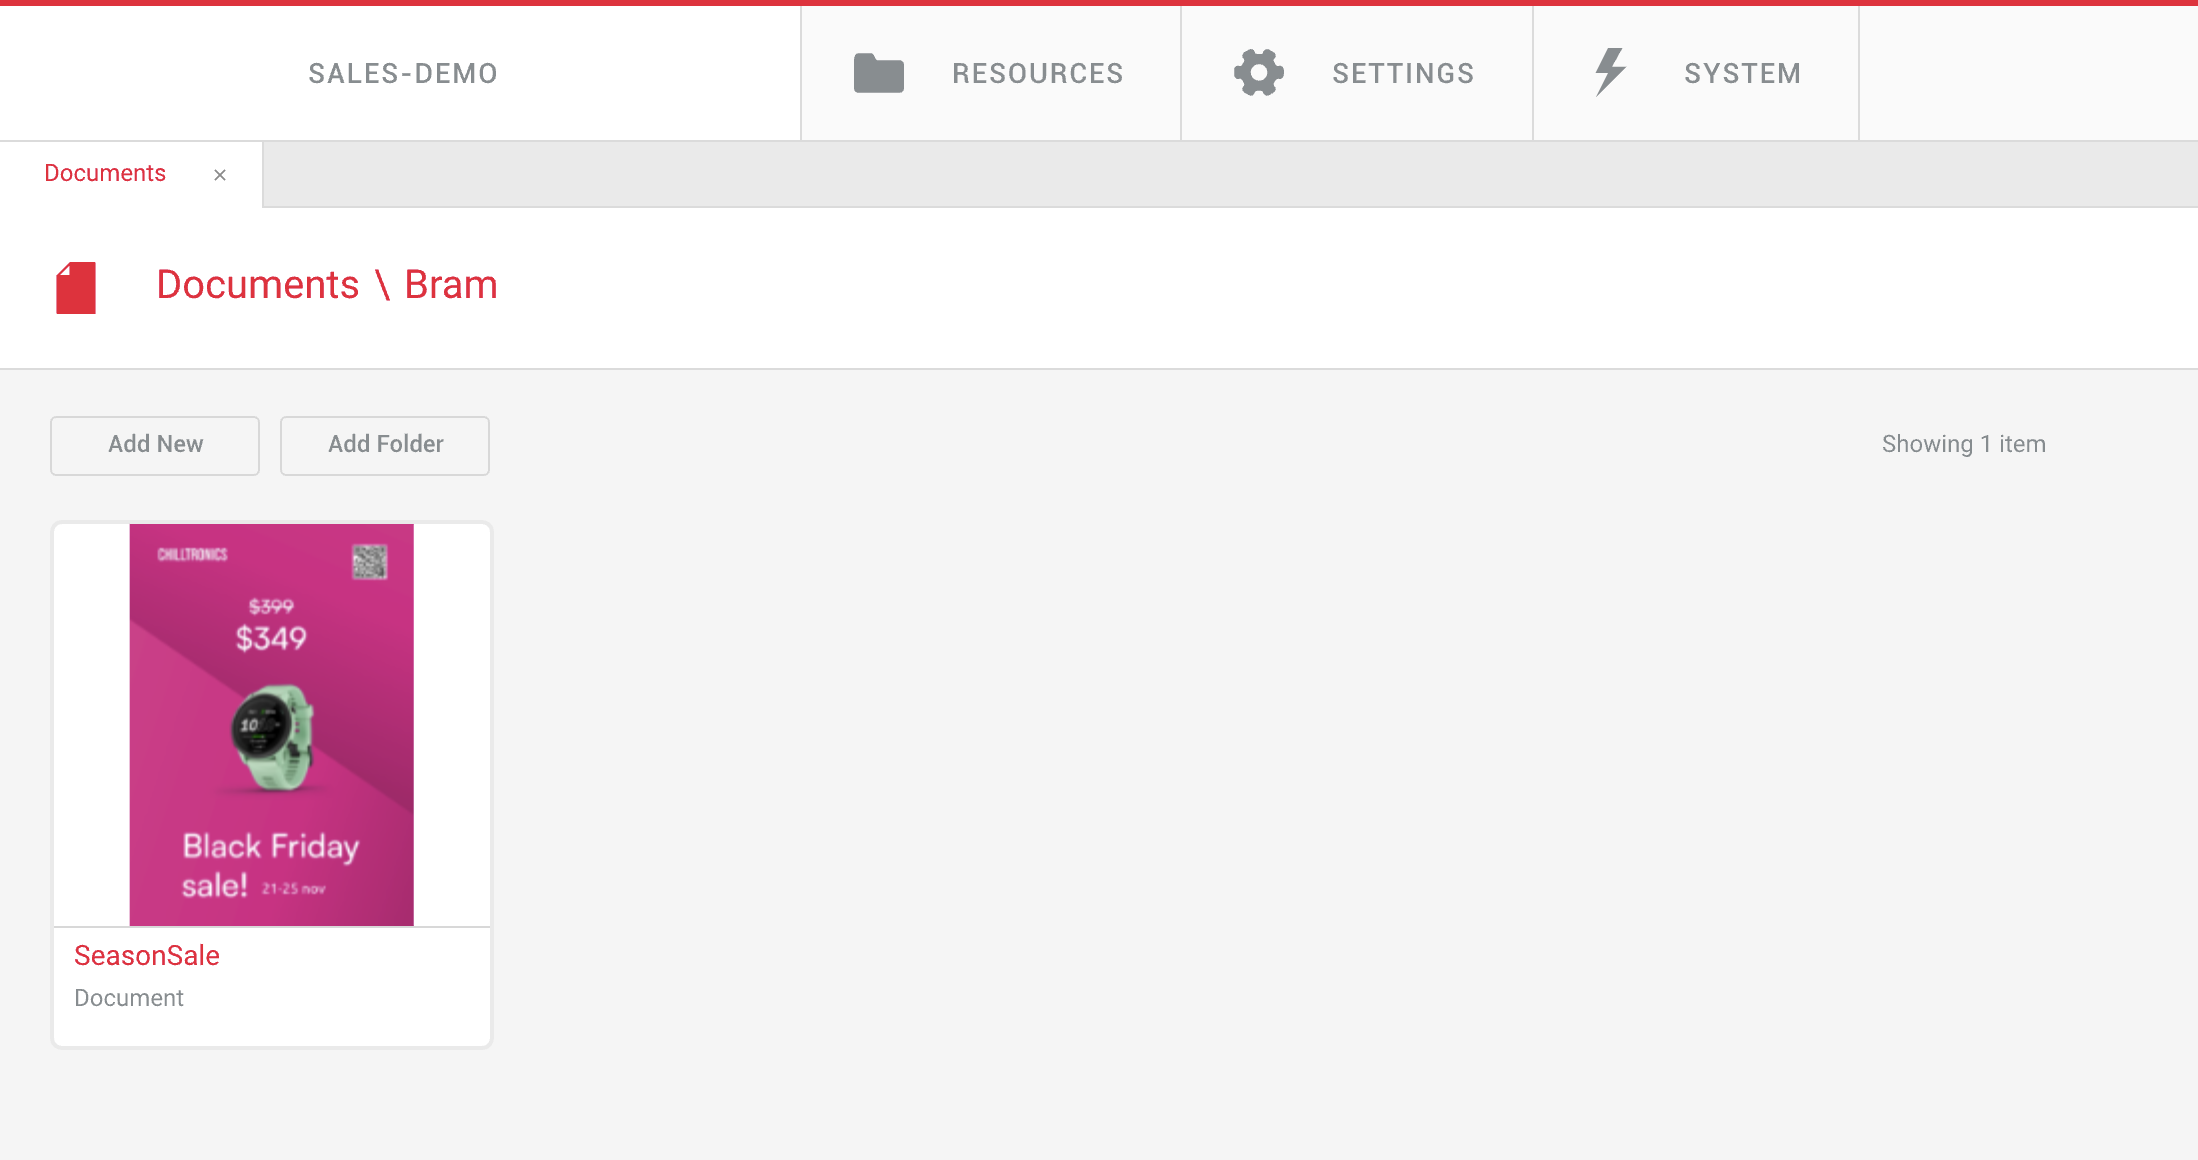 SALES-DEMO RESOURCES SETTINGS SYSTEM
Documents ×
Documents \ Bram
Add New Add Folder Showing 1 item
CHILLTRONICS
$399
$349
10
Black Friday
sale! 21-25 nov
SeasonSale
Document